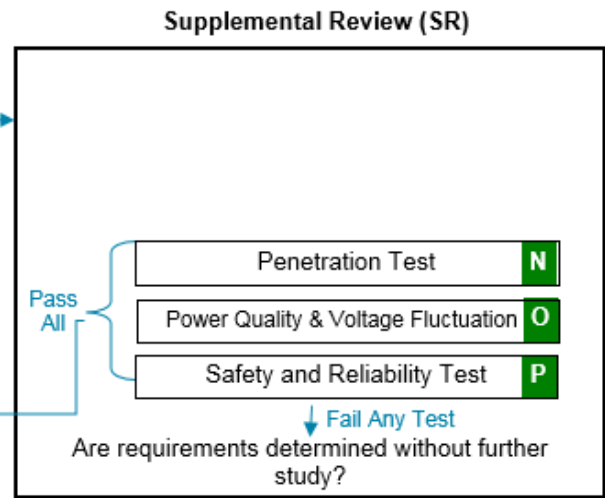 Supplemental Review (SR)
Penetration Test N
Pass
All
Power Quality & Voltage Fluctuation O
Safety and Reliability Test P
Fail Any Test
Are requirements determined without further
study?